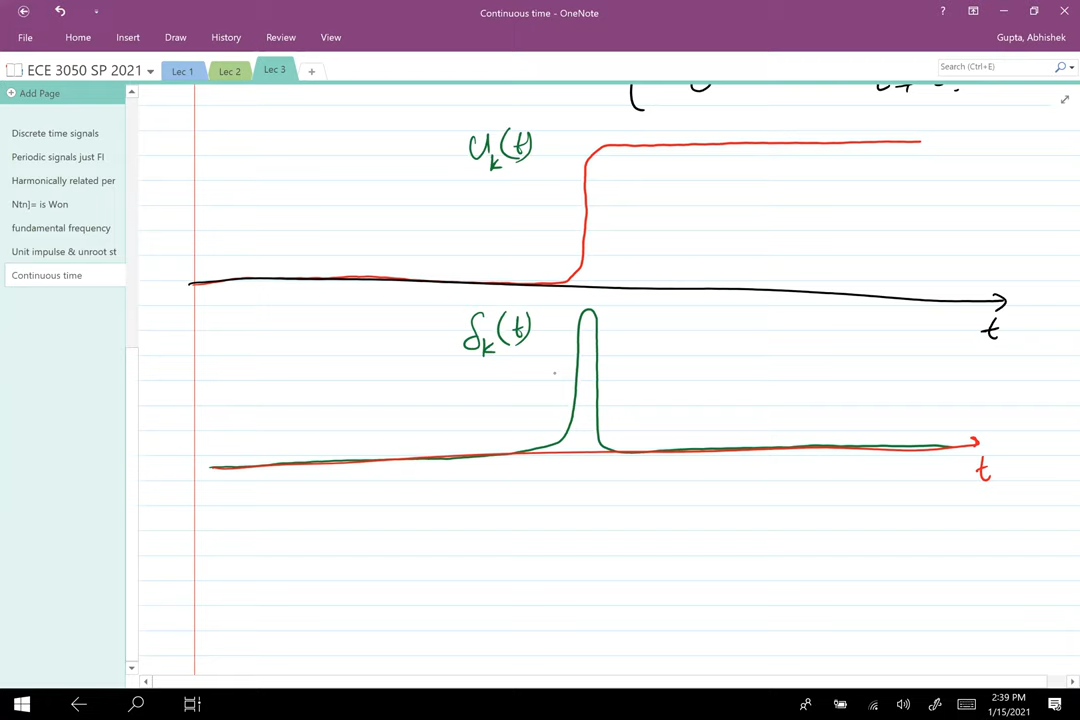 Continuous time - OneNote
?
File Home Insert Draw History Review View
Gupta, Abhishek
ECE 3050 SP 2021
Lec 1 Lec 2 Lec 3 +
Search (Ctrl+E)
Add Page
Discrete time signals
Periodic signals just FI
Harmonically related per
Ntn]= is Won
fundamental frequency
Unit impulse & unroot st
Continuous time
u_k(t)
t
δ_k(t)
t
2:39 PM
1/15/2021